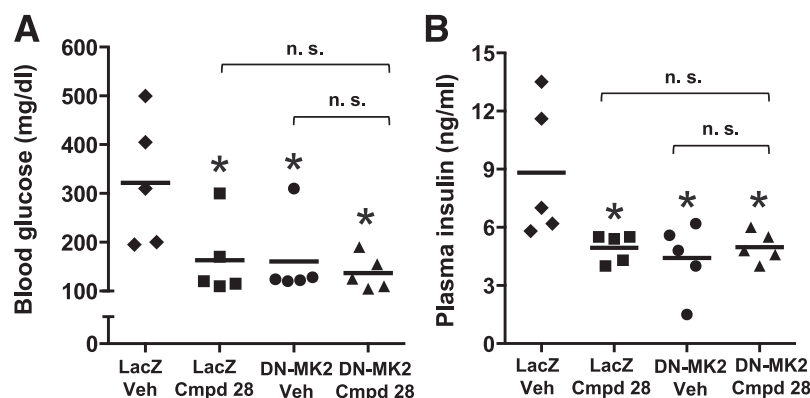 A
Blood glucose (mg/dl)
600
500
400
300
200
100
0
n. s.
n. s.
*
*
*
LacZ
Veh
LacZ
Cmpd 28
DN-MK2
Veh
DN-MK2
Cmpd 28
B
Plasma insulin (ng/ml)
15
12
9
6
3
0
n. s.
n. s.
*
*
*
LacZ
Veh
LacZ
Cmpd 28
DN-MK2
Veh
DN-MK2
Cmpd 28